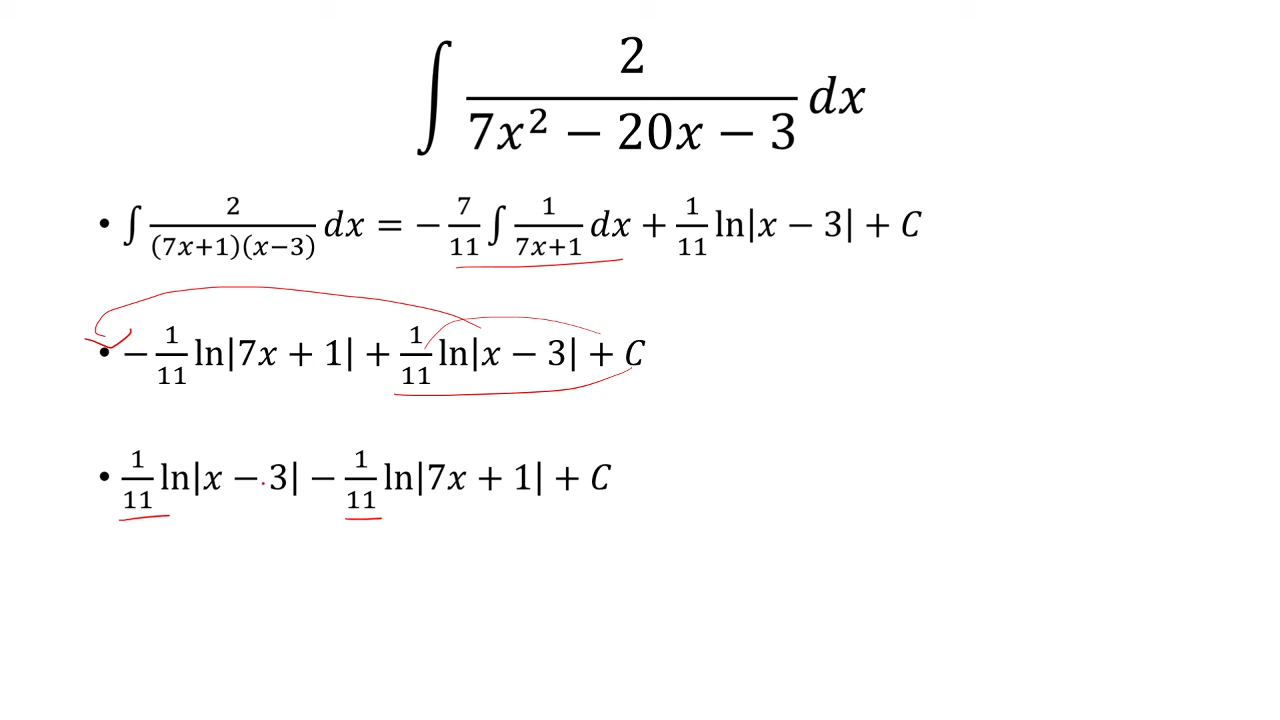 ∫ 2/(7x² − 20x − 3) dx
• ∫ 2/((7x+1)(x−3)) dx = − 7/11 ∫ 1/(7x+1) dx + 1/11 ln|x − 3| + C
• − 1/11 ln|7x + 1| + 1/11 ln|x − 3| + C
• 1/11 ln|x − 3| − 1/11 ln|7x + 1| + C